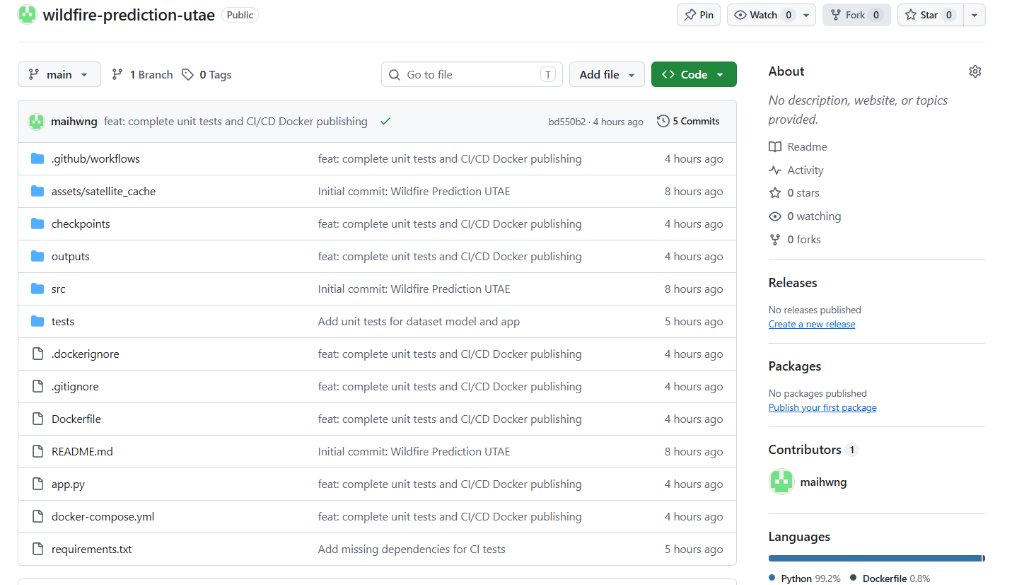 wildfire-prediction-utae Public
Pin
Watch 0
Fork 0
Star 0
main
1 Branch
0 Tags
Go to file T
Add file
Code
maihwng feat: complete unit tests and CI/CD Docker publishing
bd550b2 · 4 hours ago
5 Commits
.github/workflows feat: complete unit tests and CI/CD Docker publishing 4 hours ago
assets/satellite_cache Initial commit: Wildfire Prediction UTAE 8 hours ago
checkpoints feat: complete unit tests and CI/CD Docker publishing 4 hours ago
outputs feat: complete unit tests and CI/CD Docker publishing 4 hours ago
src Initial commit: Wildfire Prediction UTAE 8 hours ago
tests Add unit tests for dataset model and app 5 hours ago
.dockerignore feat: complete unit tests and CI/CD Docker publishing 4 hours ago
.gitignore feat: complete unit tests and CI/CD Docker publishing 4 hours ago
Dockerfile feat: complete unit tests and CI/CD Docker publishing 4 hours ago
README.md Initial commit: Wildfire Prediction UTAE 8 hours ago
app.py feat: complete unit tests and CI/CD Docker publishing 4 hours ago
docker-compose.yml feat: complete unit tests and CI/CD Docker publishing 4 hours ago
requirements.txt Add missing dependencies for CI tests 5 hours ago
About
No description, website, or topics
provided.
Readme
Activity
0 stars
0 watching
0 forks
Releases
No releases published
Create a new release
Packages
No packages published
Publish your first package
Contributors 1
maihwng
Languages
Python 99.2% Dockerfile 0.8%